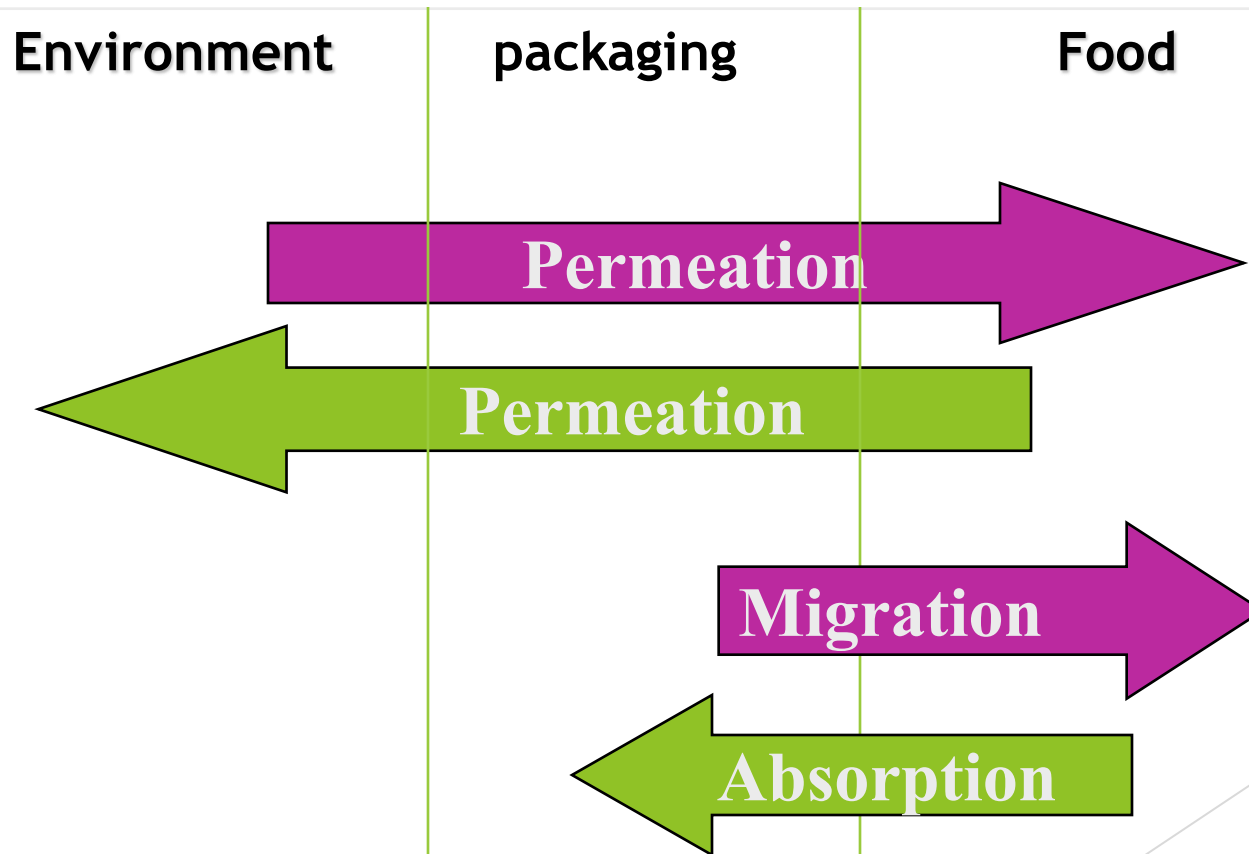 Environment packaging Food
Permeation
Permeation
Migration
Absorption